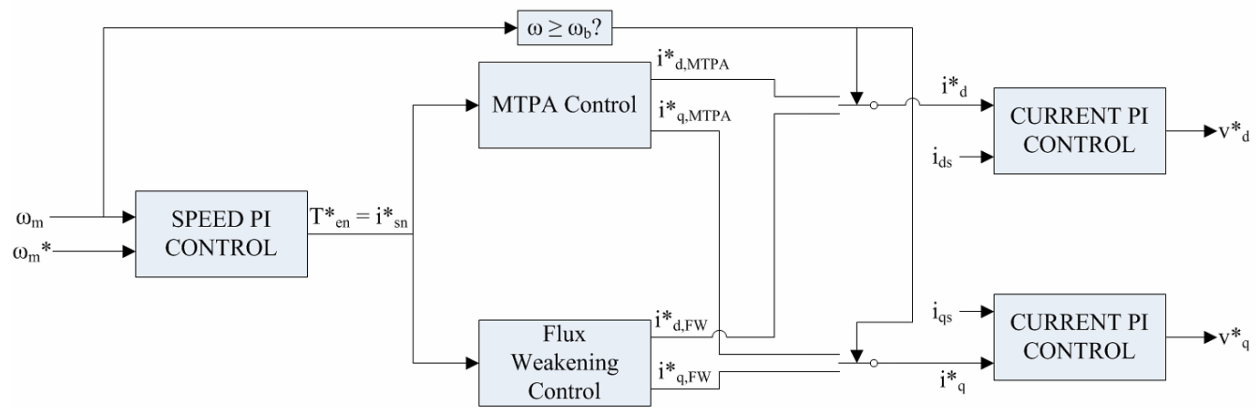 ω ≥ ω_b?
i*_d,MTPA
MTPA Control
i*_q,MTPA
i*_d
CURRENT PI
CONTROL
v*_d
i_ds
ω_m
ω_m*
SPEED PI
CONTROL
T*_en = i*_sn
Flux
Weakening
Control
i*_d,FW
i*_q,FW
i_qs
i*_q
CURRENT PI
CONTROL
v*_q